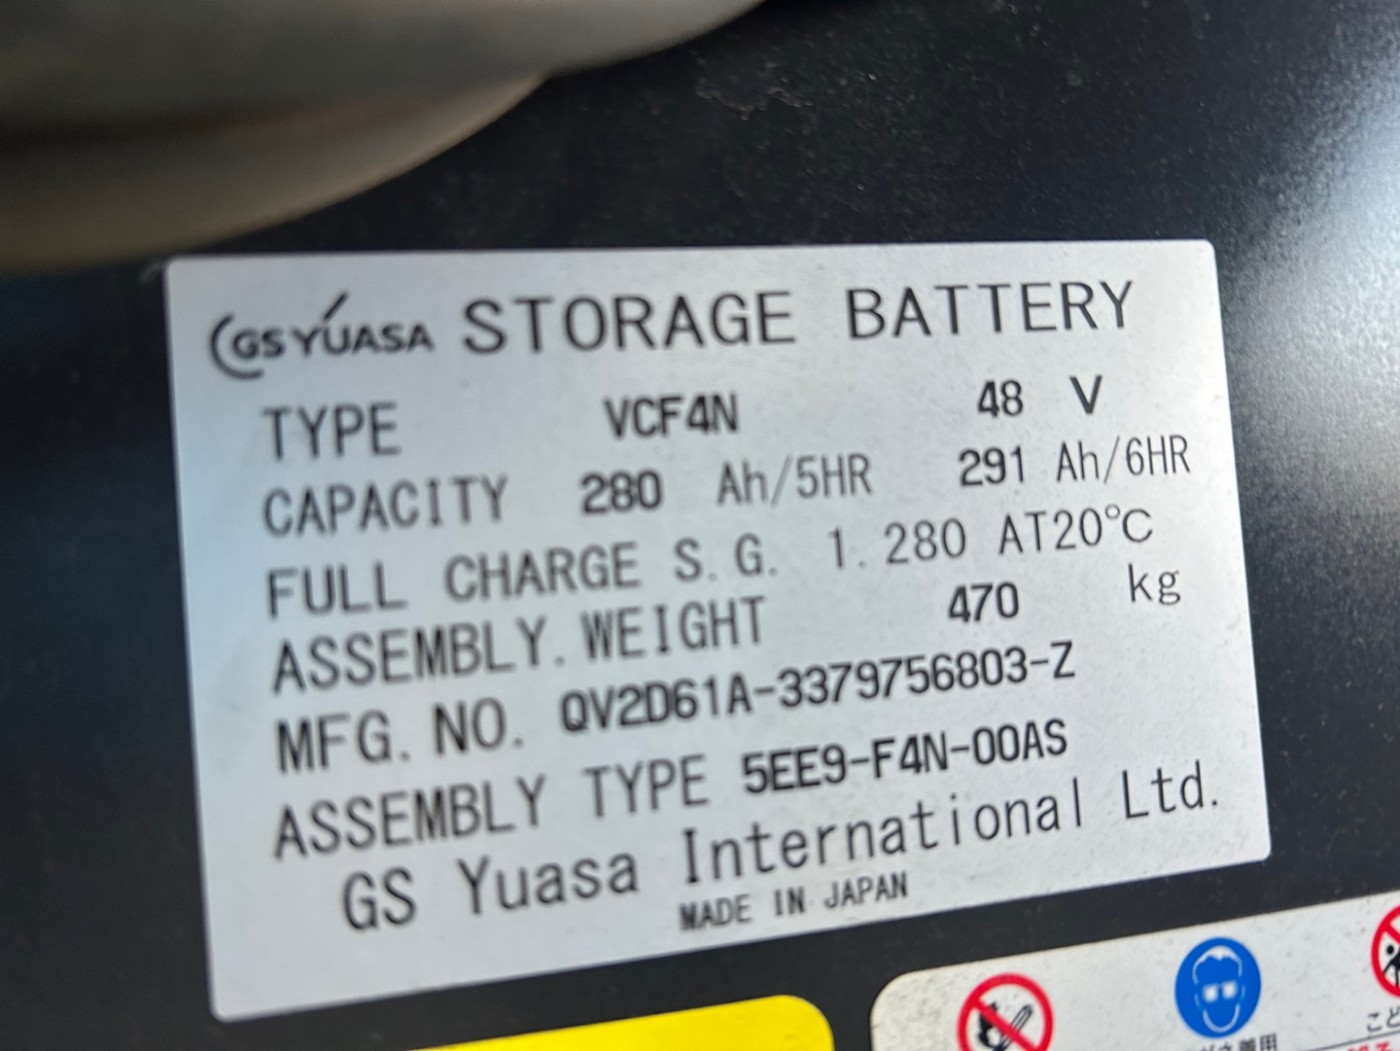 GS YUASA STORAGE BATTERY
TYPE VCF4N 48 V
CAPACITY 280 Ah/5HR 291 Ah/6HR
FULL CHARGE S.G. 1.280 AT20℃
ASSEMBLY.WEIGHT 470 kg
MFG.NO. QV2D61A-3379756803-Z
ASSEMBLY TYPE 5EE9-F4N-00AS
GS Yuasa International Ltd.
MADE IN JAPAN
こど